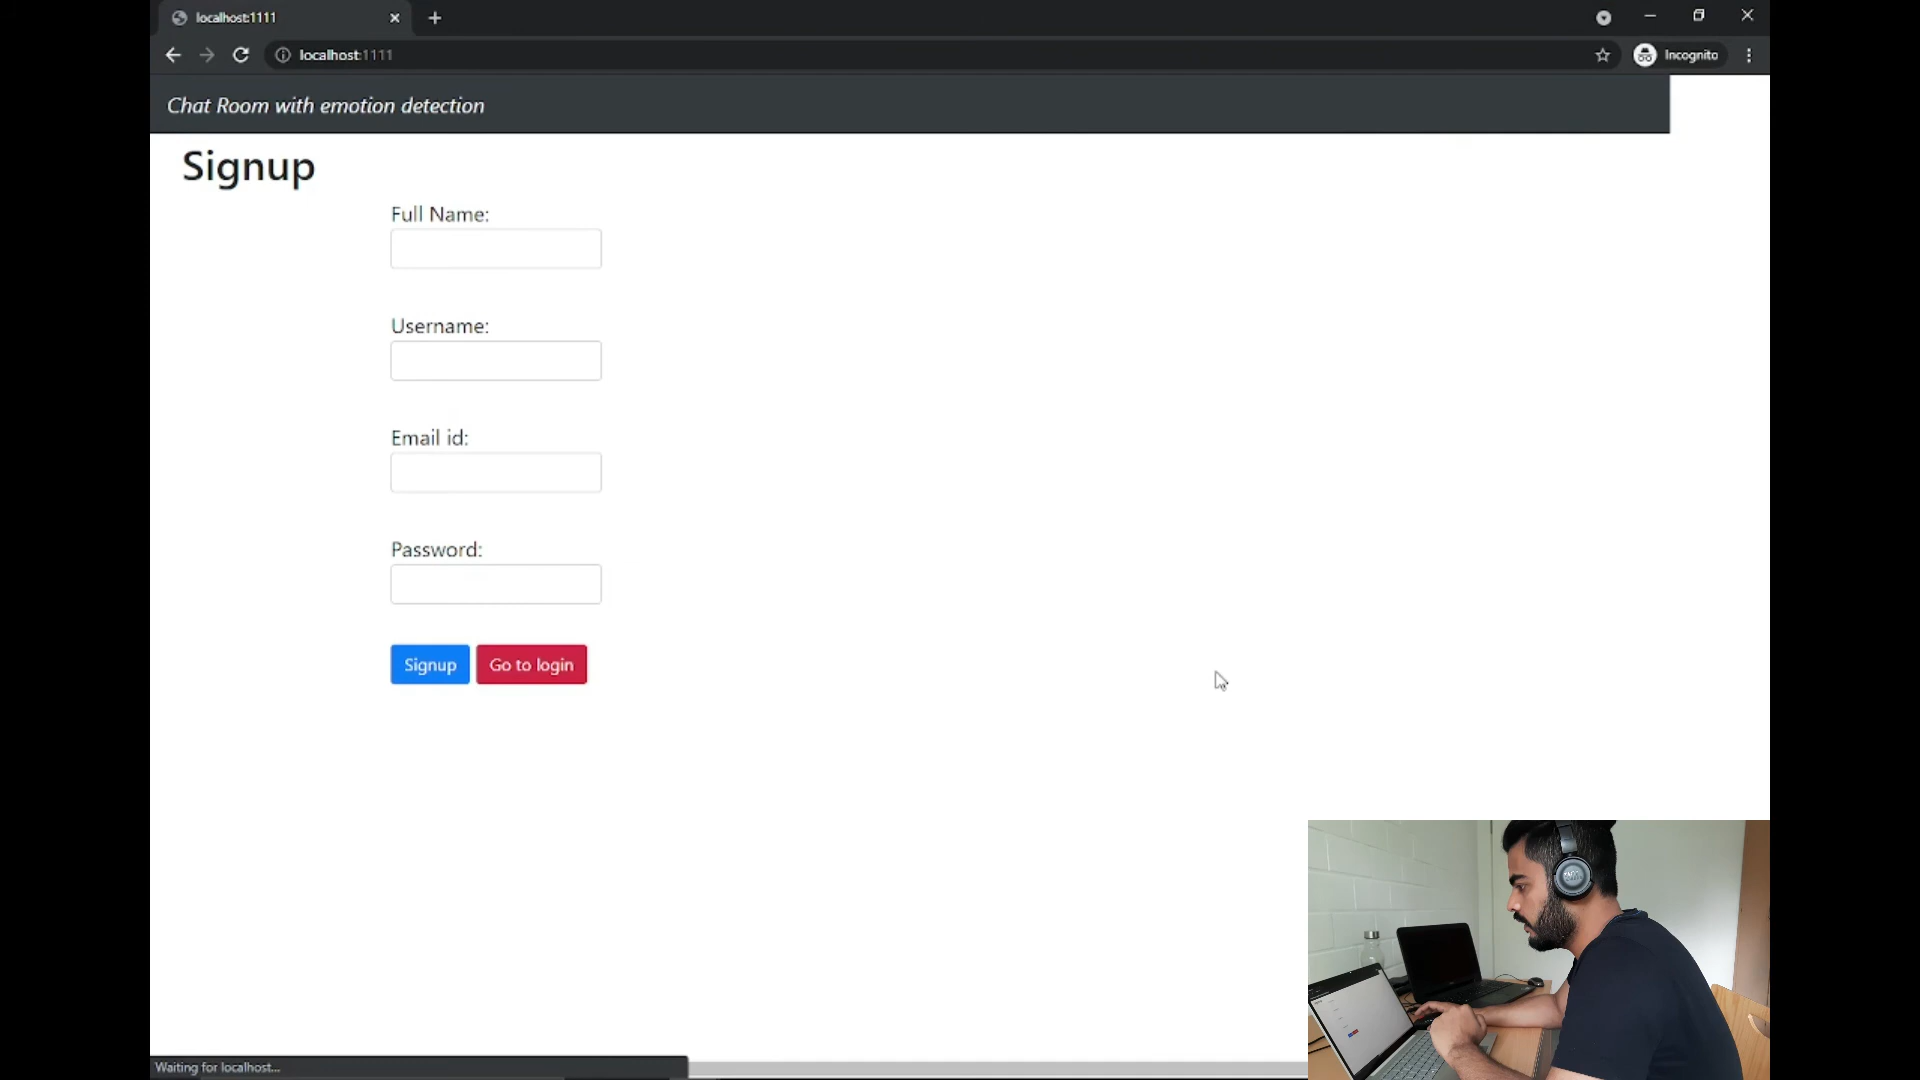 localhost:1111
localhost:1111
Incognito
Chat Room with emotion detection
Signup
Full Name:
Username:
Email id:
Password:
Signup
Go to login
Waiting for localhost...